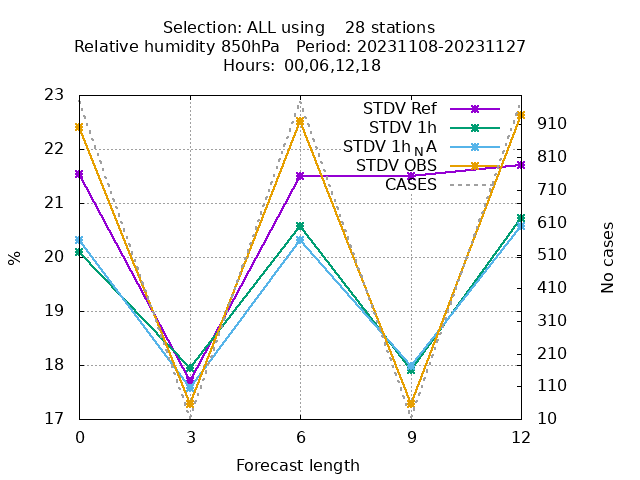 Selection: ALL using    28 stations
Relative humidity 850hPa   Period: 20231108-20231127
Hours: 00,06,12,18
23
22
21
20
19
18
17
%
STDV Ref
STDV 1h
STDV 1h_N A
STDV OBS
CASES
910
810
710
610
510
410
310
210
110
10
No cases
0 3 6 9 12
Forecast length